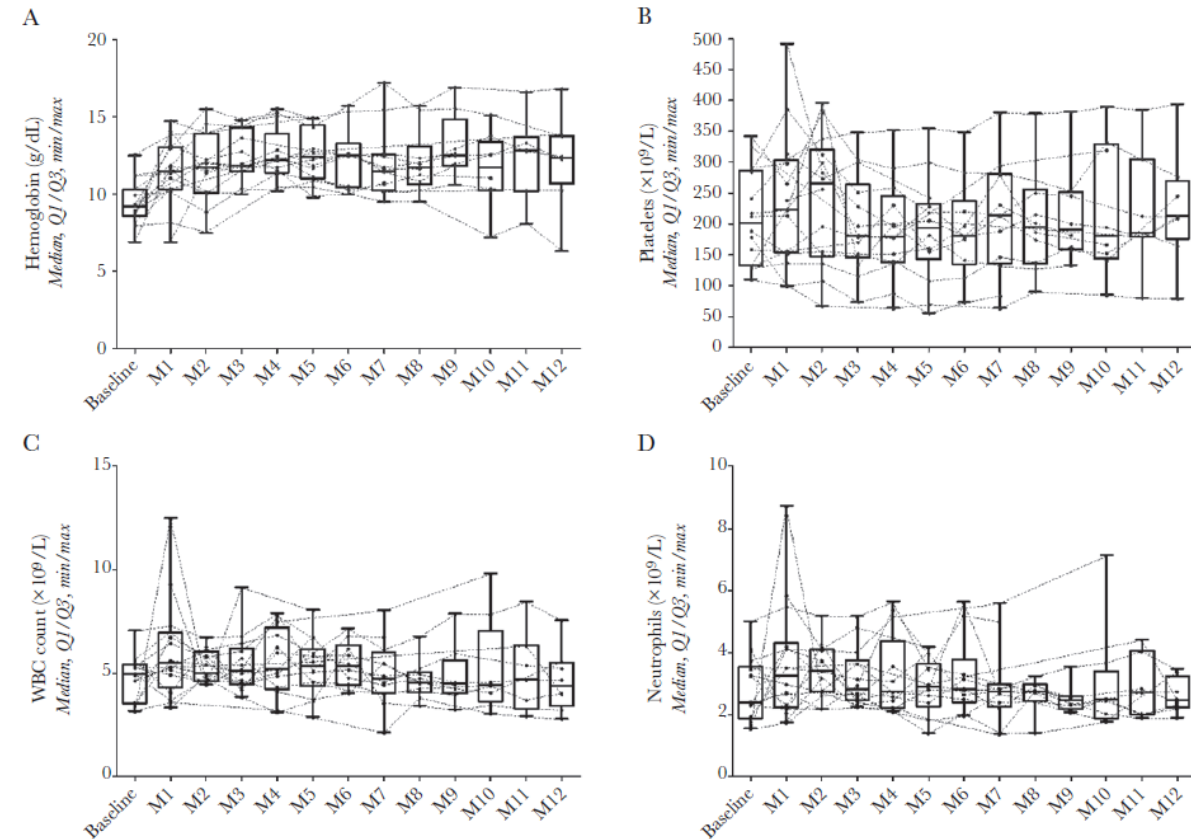 A
Hemoglobin (g/dL)
Median, Q1/Q3, min/max
20
15
10
5
0
Baseline
M1
M2
M3
M4
M5
M6
M7
M8
M9
M10
M11
M12
B
Platelets (×10⁹/L)
Median, Q1/Q3, min/max
500
450
400
350
300
250
200
150
100
50
0
Baseline
M1
M2
M3
M4
M5
M6
M7
M8
M9
M10
M11
M12
C
WBC count (×10⁹/L)
Median, Q1/Q3, min/max
15
10
5
0
Baseline
M1
M2
M3
M4
M5
M6
M7
M8
M9
M10
M11
M12
D
Neutrophils (×10⁹/L)
Median, Q1/Q3, min/max
10
8
6
4
2
0
Baseline
M1
M2
M3
M4
M5
M6
M7
M8
M9
M10
M11
M12